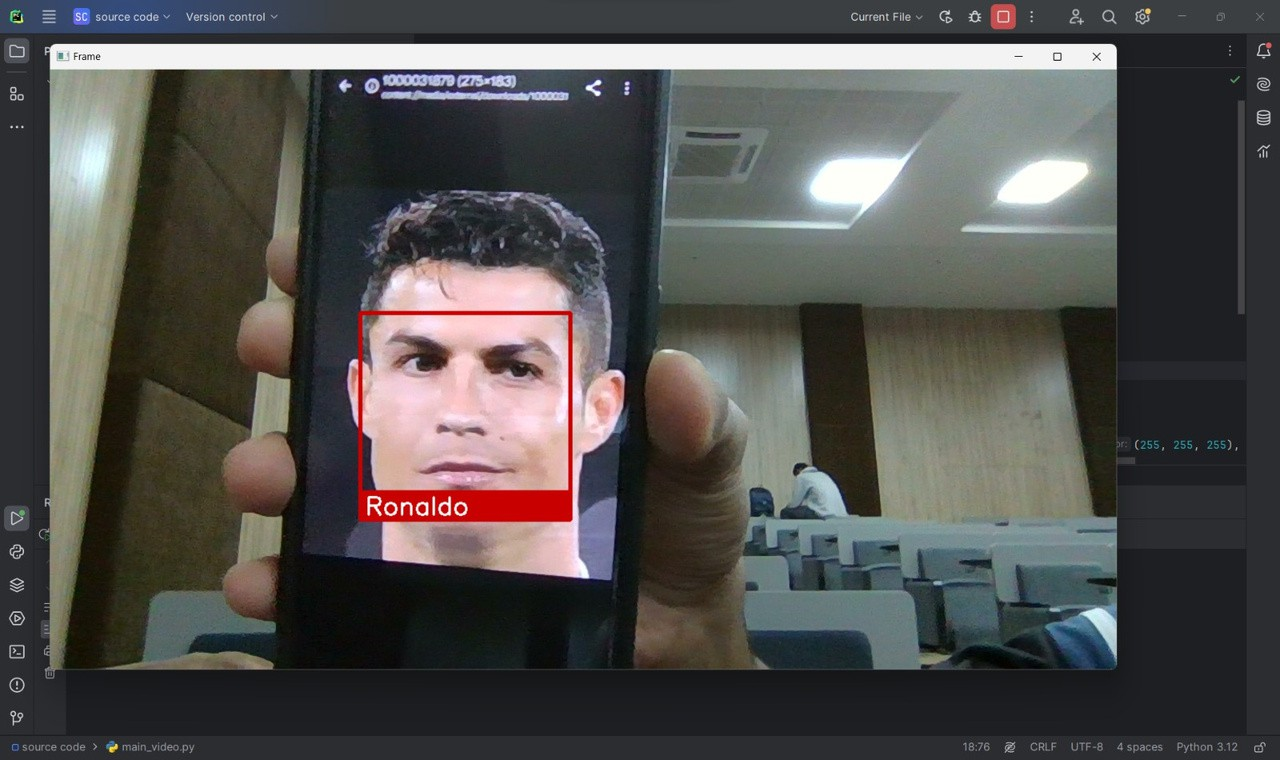 SC source code Version control Current File
Frame
1000031879 (275×183)
Ronaldo
(255, 255, 255),
source code > main_video.py 18:76 CRLF UTF-8 4 spaces Python 3.12